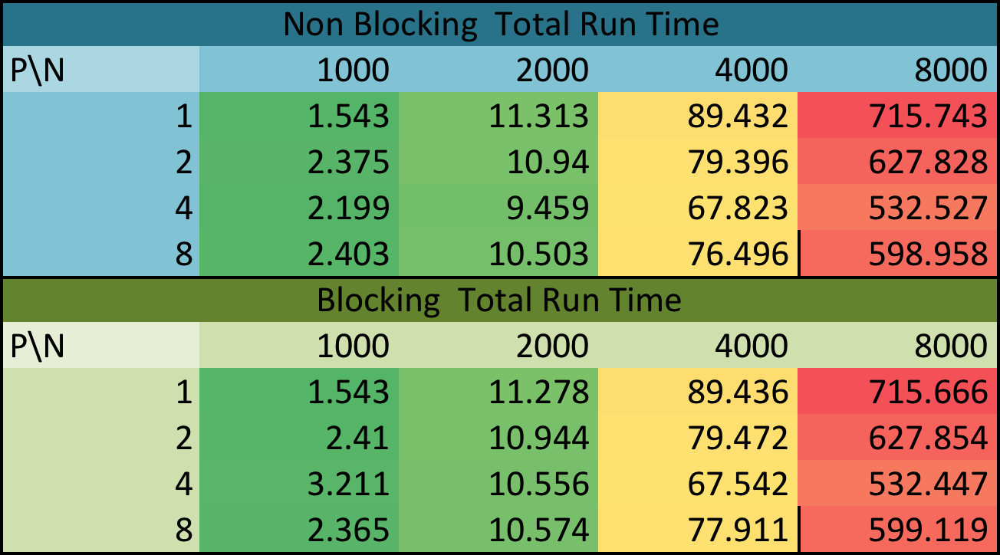 Non Blocking  Total Run Time
P\N 1000 2000 4000 8000
1 1.543 11.313 89.432 715.743
2 2.375 10.94 79.396 627.828
4 2.199 9.459 67.823 532.527
8 2.403 10.503 76.496 598.958
Blocking  Total Run Time
P\N 1000 2000 4000 8000
1 1.543 11.278 89.436 715.666
2 2.41 10.944 79.472 627.854
4 3.211 10.556 67.542 532.447
8 2.365 10.574 77.911 599.119